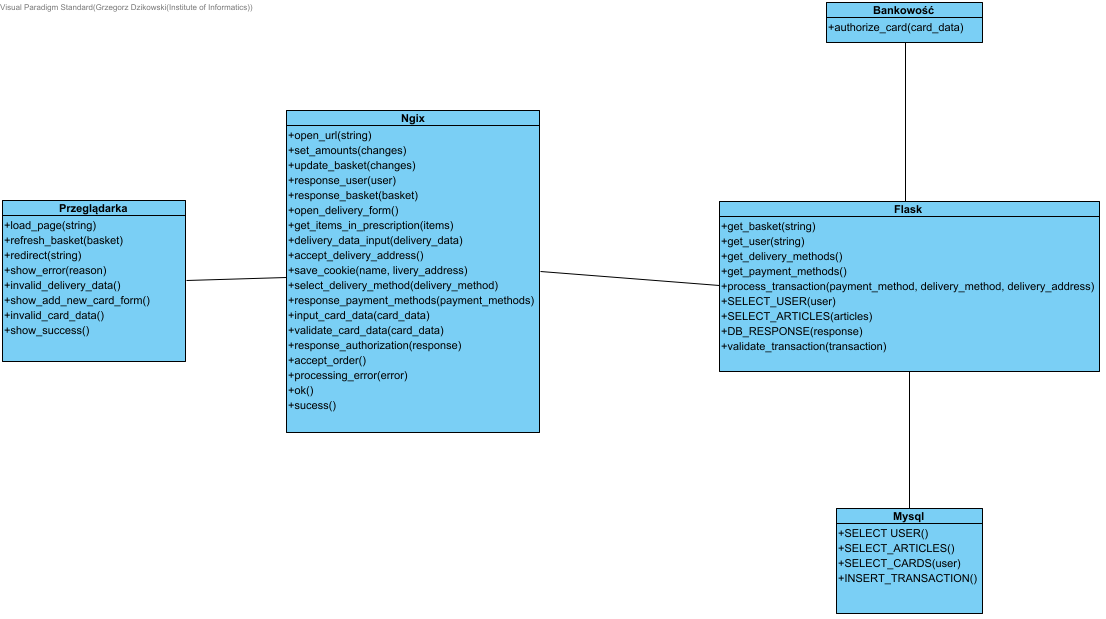 Visual Paradigm Standard(Grzegorz Dzikowski(Institute of Informatics))
Bankowość
+authorize_card(card_data)
Ngix
+open_url(string)
+set_amounts(changes)
+update_basket(changes)
+response_user(user)
+response_basket(basket)
+open_delivery_form()
+get_items_in_prescription(items)
+delivery_data_input(delivery_data)
+accept_delivery_address()
+save_cookie(name, livery_address)
+select_delivery_method(delivery_method)
+response_payment_methods(payment_methods)
+input_card_data(card_data)
+validate_card_data(card_data)
+response_authorization(response)
+accept_order()
+processing_error(error)
+ok()
+sucess()
Przeglądarka
+load_page(string)
+refresh_basket(basket)
+redirect(string)
+show_error(reason)
+invalid_delivery_data()
+show_add_new_card_form()
+invalid_card_data()
+show_success()
Flask
+get_basket(string)
+get_user(string)
+get_delivery_methods()
+get_payment_methods()
+process_transaction(payment_method, delivery_method, delivery_address)
+SELECT_USER(user)
+SELECT_ARTICLES(articles)
+DB_RESPONSE(response)
+validate_transaction(transaction)
Mysql
+SELECT USER()
+SELECT_ARTICLES()
+SELECT_CARDS(user)
+INSERT_TRANSACTION()